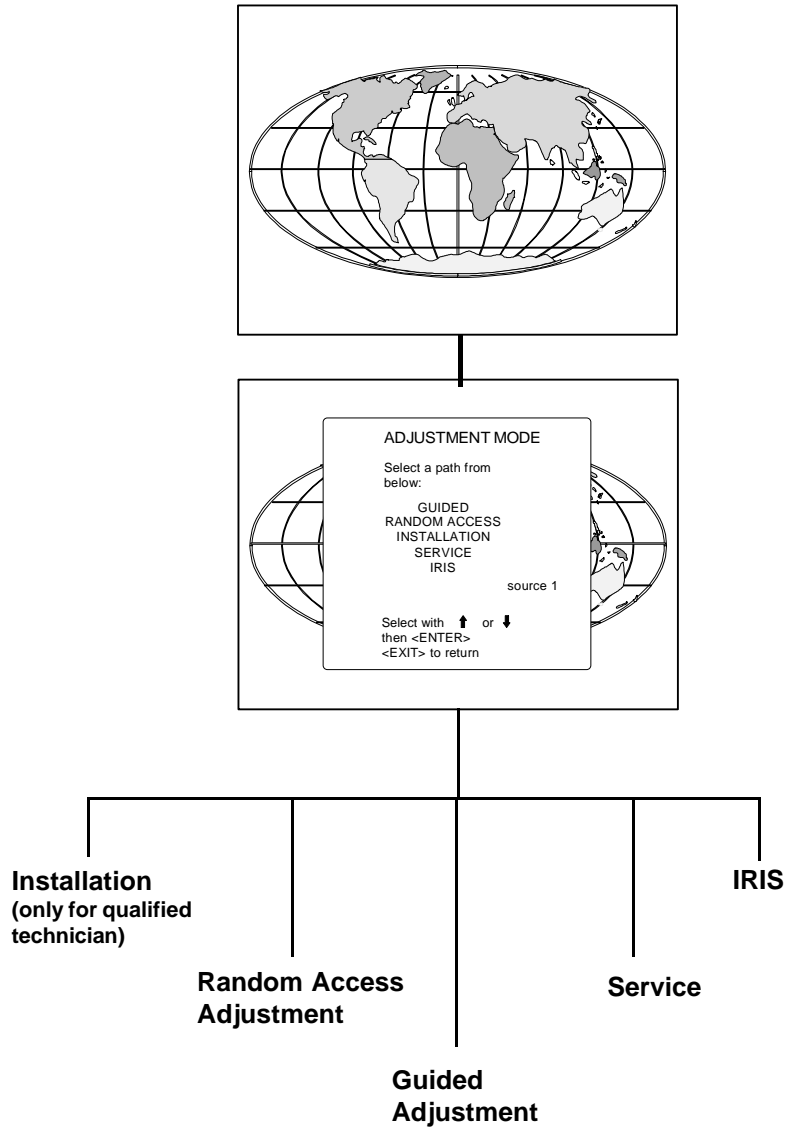 ADJUSTMENT MODE
Select a path from
below:
GUIDED
RANDOM ACCESS
INSTALLATION
SERVICE
IRIS
source 1
Select with ⬆ or ⬇
then <ENTER>
<EXIT> to return
Installation
(only for qualified
technician)
IRIS
Random Access
Adjustment
Service
Guided
Adjustment